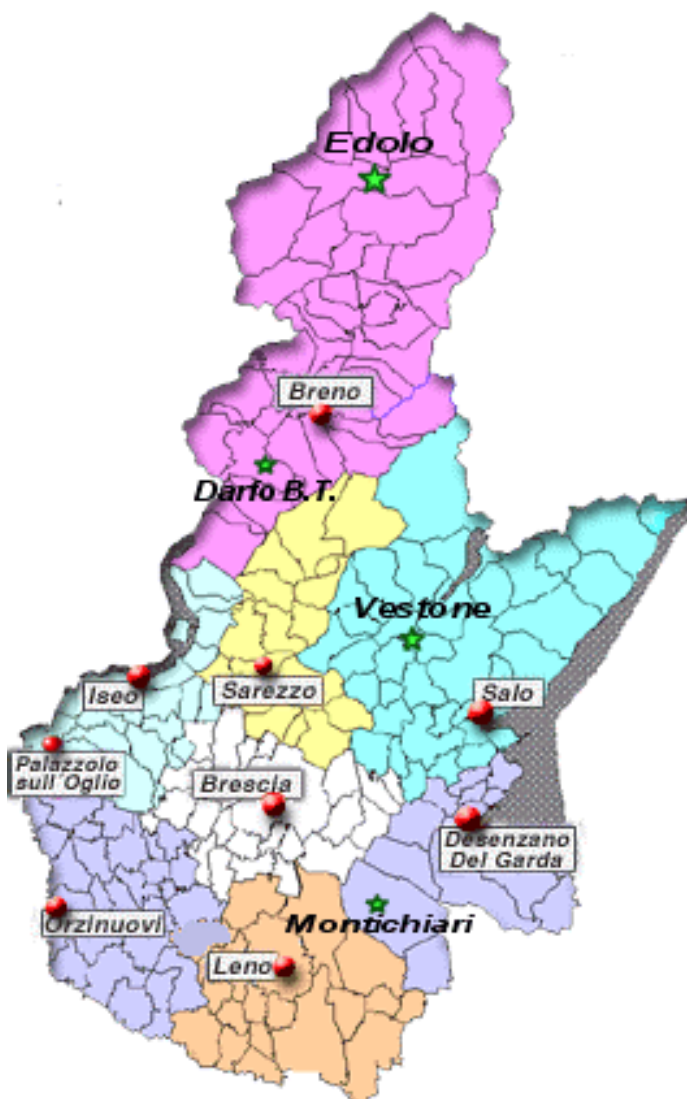 Edolo
Breno
Darfo B.T.
Vestone
Iseo
Sarezzo
Salo
Palazzolo
sull'Oglio
Brescia
Desenzano
Del Garda
Orzinuovi
Montichiari
Leno